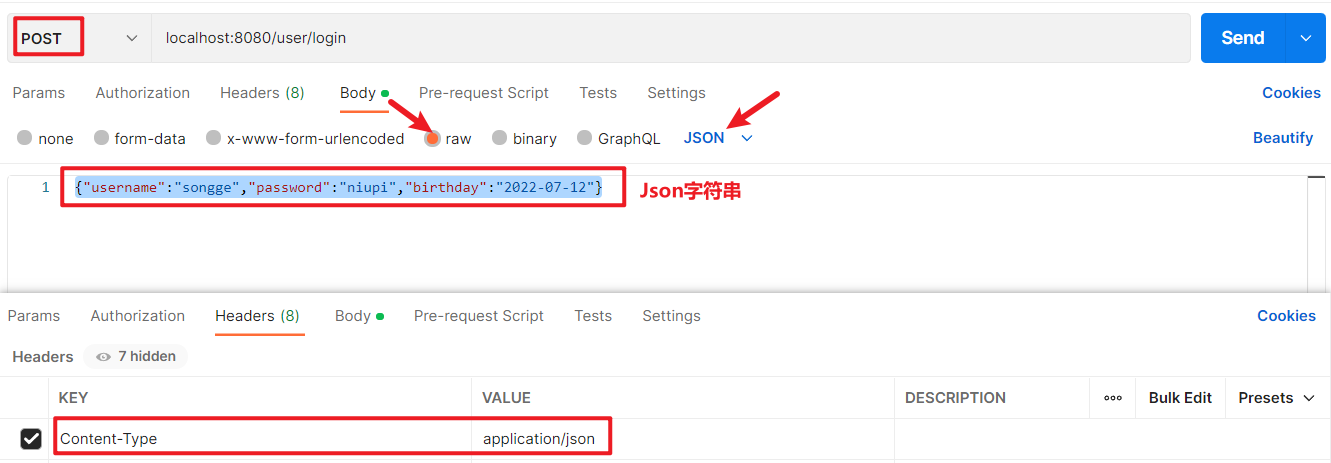 POST localhost:8080/user/login Send
Params Authorization Headers (8) Body Pre-request Script Tests Settings Cookies
none form-data x-www-form-urlencoded raw binary GraphQL JSON Beautify
1 {"username":"songge","password":"niupi","birthday":"2022-07-12"} Json字符串
Params Authorization Headers (8) Body Pre-request Script Tests Settings Cookies
Headers 7 hidden
KEY VALUE DESCRIPTION Bulk Edit Presets
Content-Type application/json